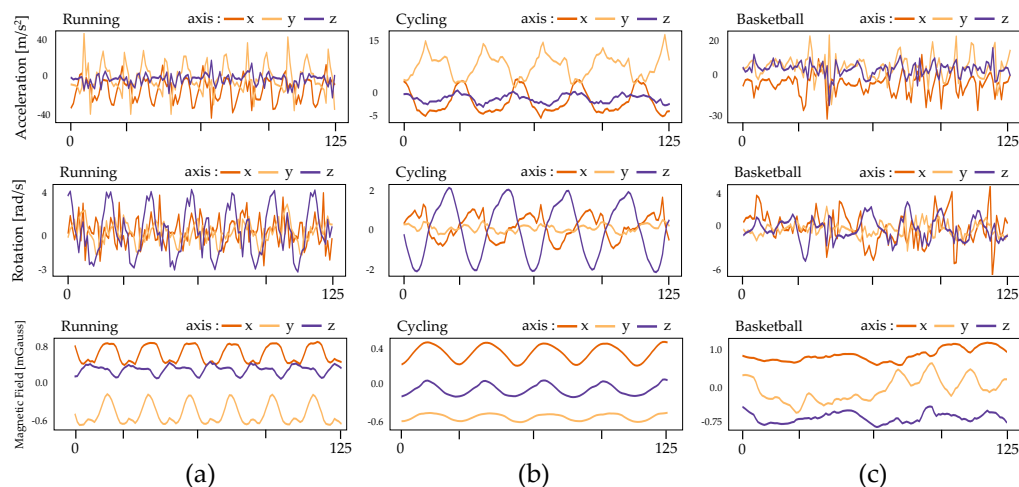 Running axis : x y z
Cycling axis : x y z
Basketball axis : x y z
Acceleration [m/s²]
40
0
-40
0 125
15
0
-5
0 125
20
0
-30
0 125
Running axis : x y z
Cycling axis : x y z
Basketball axis : x y z
Rotation [rad/s]
4
0
-3
0 125
2
0
-2
0 125
4
0
-6
0 125
Running axis : x y z
Cycling axis : x y z
Basketball axis : x y z
Magnetic Field [mGauss]
0.8
0.0
-0.6
0 125
0.4
0.0
-0.6
0 125
1.0
0.0
-0.75
0 125
(a) (b) (c)